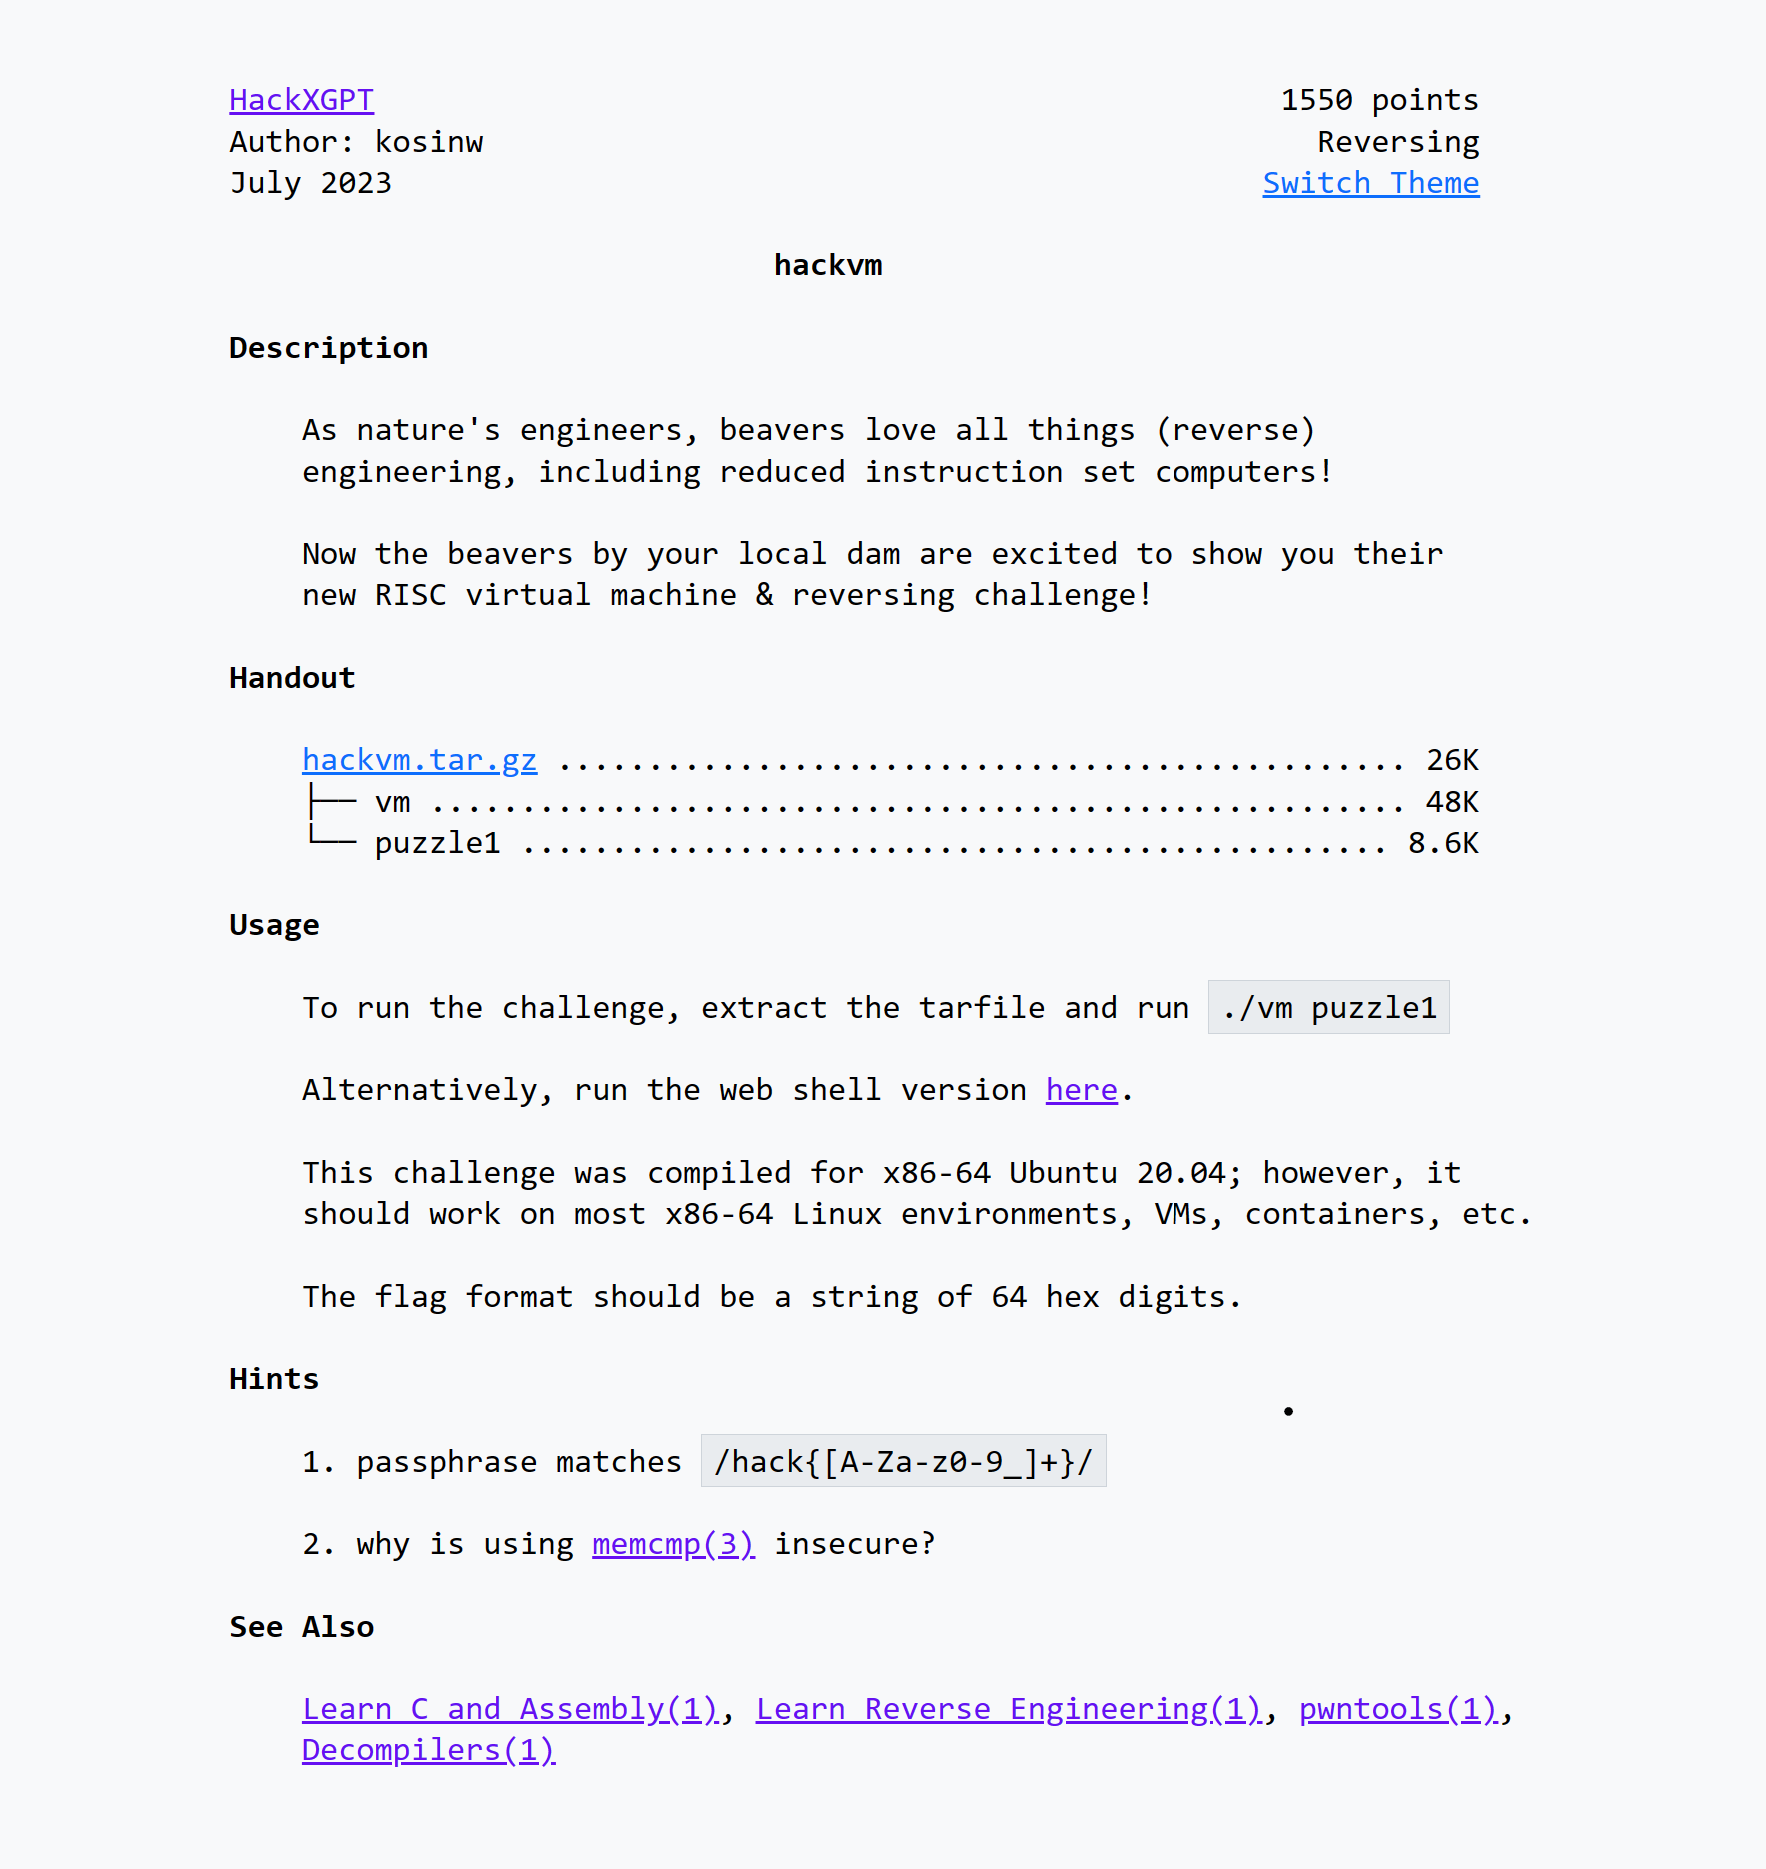 HackXGPT 1550 points
Author: kosinw Reversing
July 2023 Switch Theme
hackvm
Description
As nature's engineers, beavers love all things (reverse)
engineering, including reduced instruction set computers!
Now the beavers by your local dam are excited to show you their
new RISC virtual machine & reversing challenge!
Handout
hackvm.tar.gz ............................................... 26K
├── vm ...................................................... 48K
└── puzzle1 ................................................ 8.6K
Usage
To run the challenge, extract the tarfile and run ./vm puzzle1
Alternatively, run the web shell version here.
This challenge was compiled for x86-64 Ubuntu 20.04; however, it
should work on most x86-64 Linux environments, VMs, containers, etc.
The flag format should be a string of 64 hex digits.
Hints
1. passphrase matches /hack{[A-Za-z0-9_]+}/
2. why is using memcmp(3) insecure?
See Also
Learn C and Assembly(1), Learn Reverse Engineering(1), pwntools(1),
Decompilers(1)